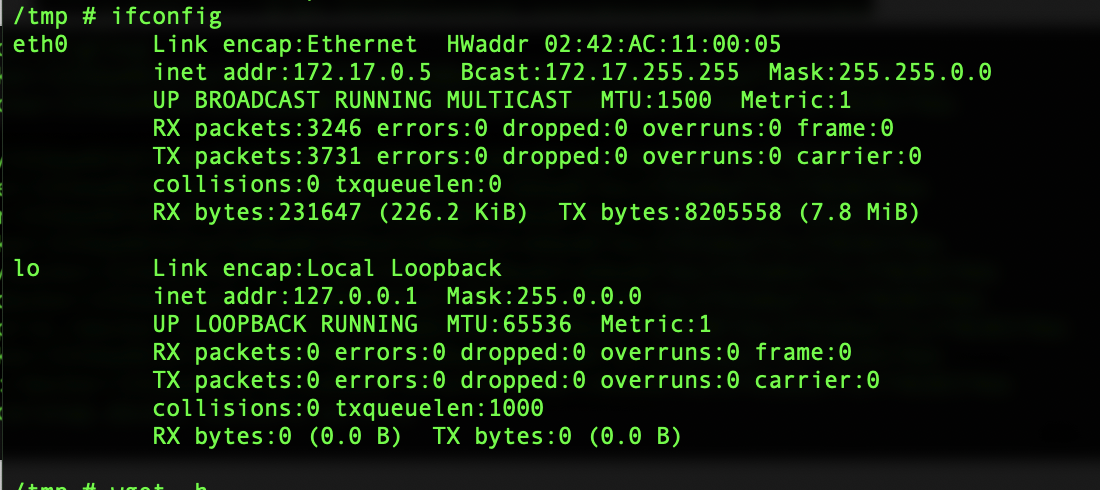 /tmp # ifconfig
eth0      Link encap:Ethernet  HWaddr 02:42:AC:11:00:05
          inet addr:172.17.0.5  Bcast:172.17.255.255  Mask:255.255.0.0
          UP BROADCAST RUNNING MULTICAST  MTU:1500  Metric:1
          RX packets:3246 errors:0 dropped:0 overruns:0 frame:0
          TX packets:3731 errors:0 dropped:0 overruns:0 carrier:0
          collisions:0 txqueuelen:0
          RX bytes:231647 (226.2 KiB)  TX bytes:8205558 (7.8 MiB)

lo        Link encap:Local Loopback
          inet addr:127.0.0.1  Mask:255.0.0.0
          UP LOOPBACK RUNNING  MTU:65536  Metric:1
          RX packets:0 errors:0 dropped:0 overruns:0 frame:0
          TX packets:0 errors:0 dropped:0 overruns:0 carrier:0
          collisions:0 txqueuelen:1000
          RX bytes:0 (0.0 B)  TX bytes:0 (0.0 B)

/tmp #